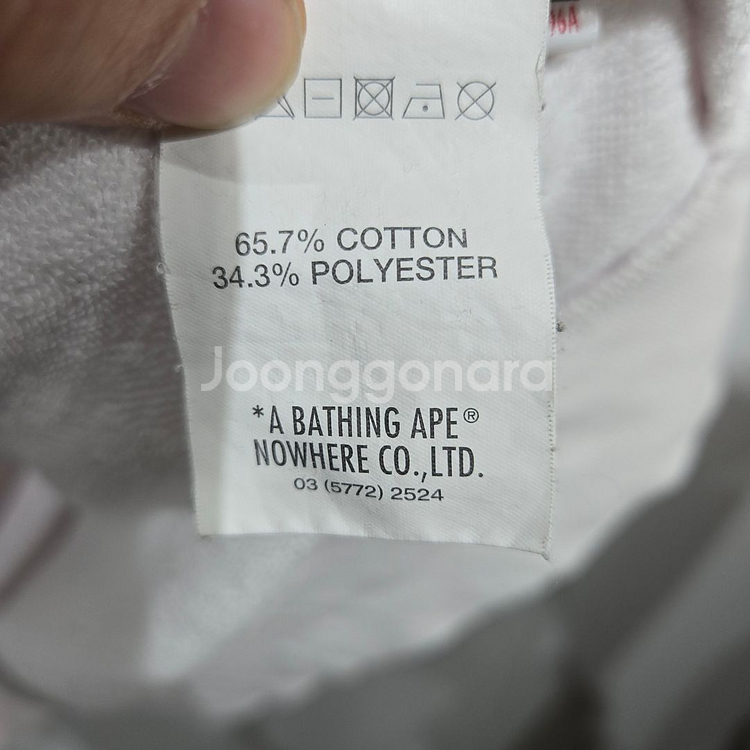 65.7% COTTON
34.3% POLYESTER
Joonggonara
*A BATHING APE®
NOWHERE CO.,LTD.
03 (5772) 2524